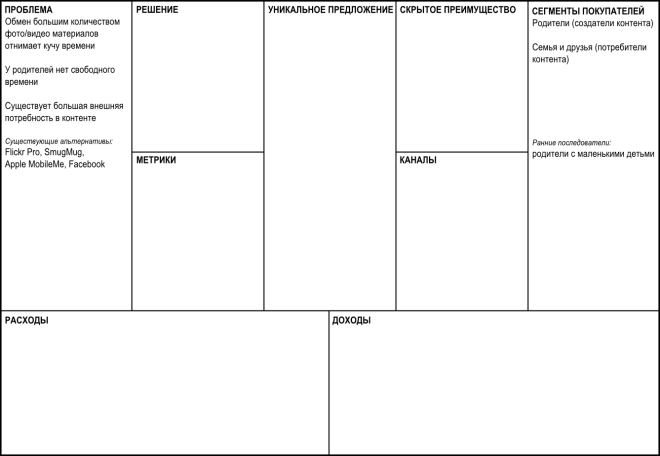 ПРОБЛЕМА
Обмен большим количеством
фото/видео материалов
отнимает кучу времени
У родителей нет свободного
времени
Существует большая внешняя
потребность в контенте
Существующие альтернативы:
Flickr Pro, SmugMug,
Apple MobileMe, Facebook
РЕШЕНИЕ
МЕТРИКИ
УНИКАЛЬНОЕ ПРЕДЛОЖЕНИЕ
СКРЫТОЕ ПРЕИМУЩЕСТВО
КАНАЛЫ
СЕГМЕНТЫ ПОКУПАТЕЛЕЙ
Родители (создатели контента)
Семья и друзья (потребители
контента)
Ранние последователи:
родители с маленькими детьми
РАСХОДЫ
ДОХОДЫ